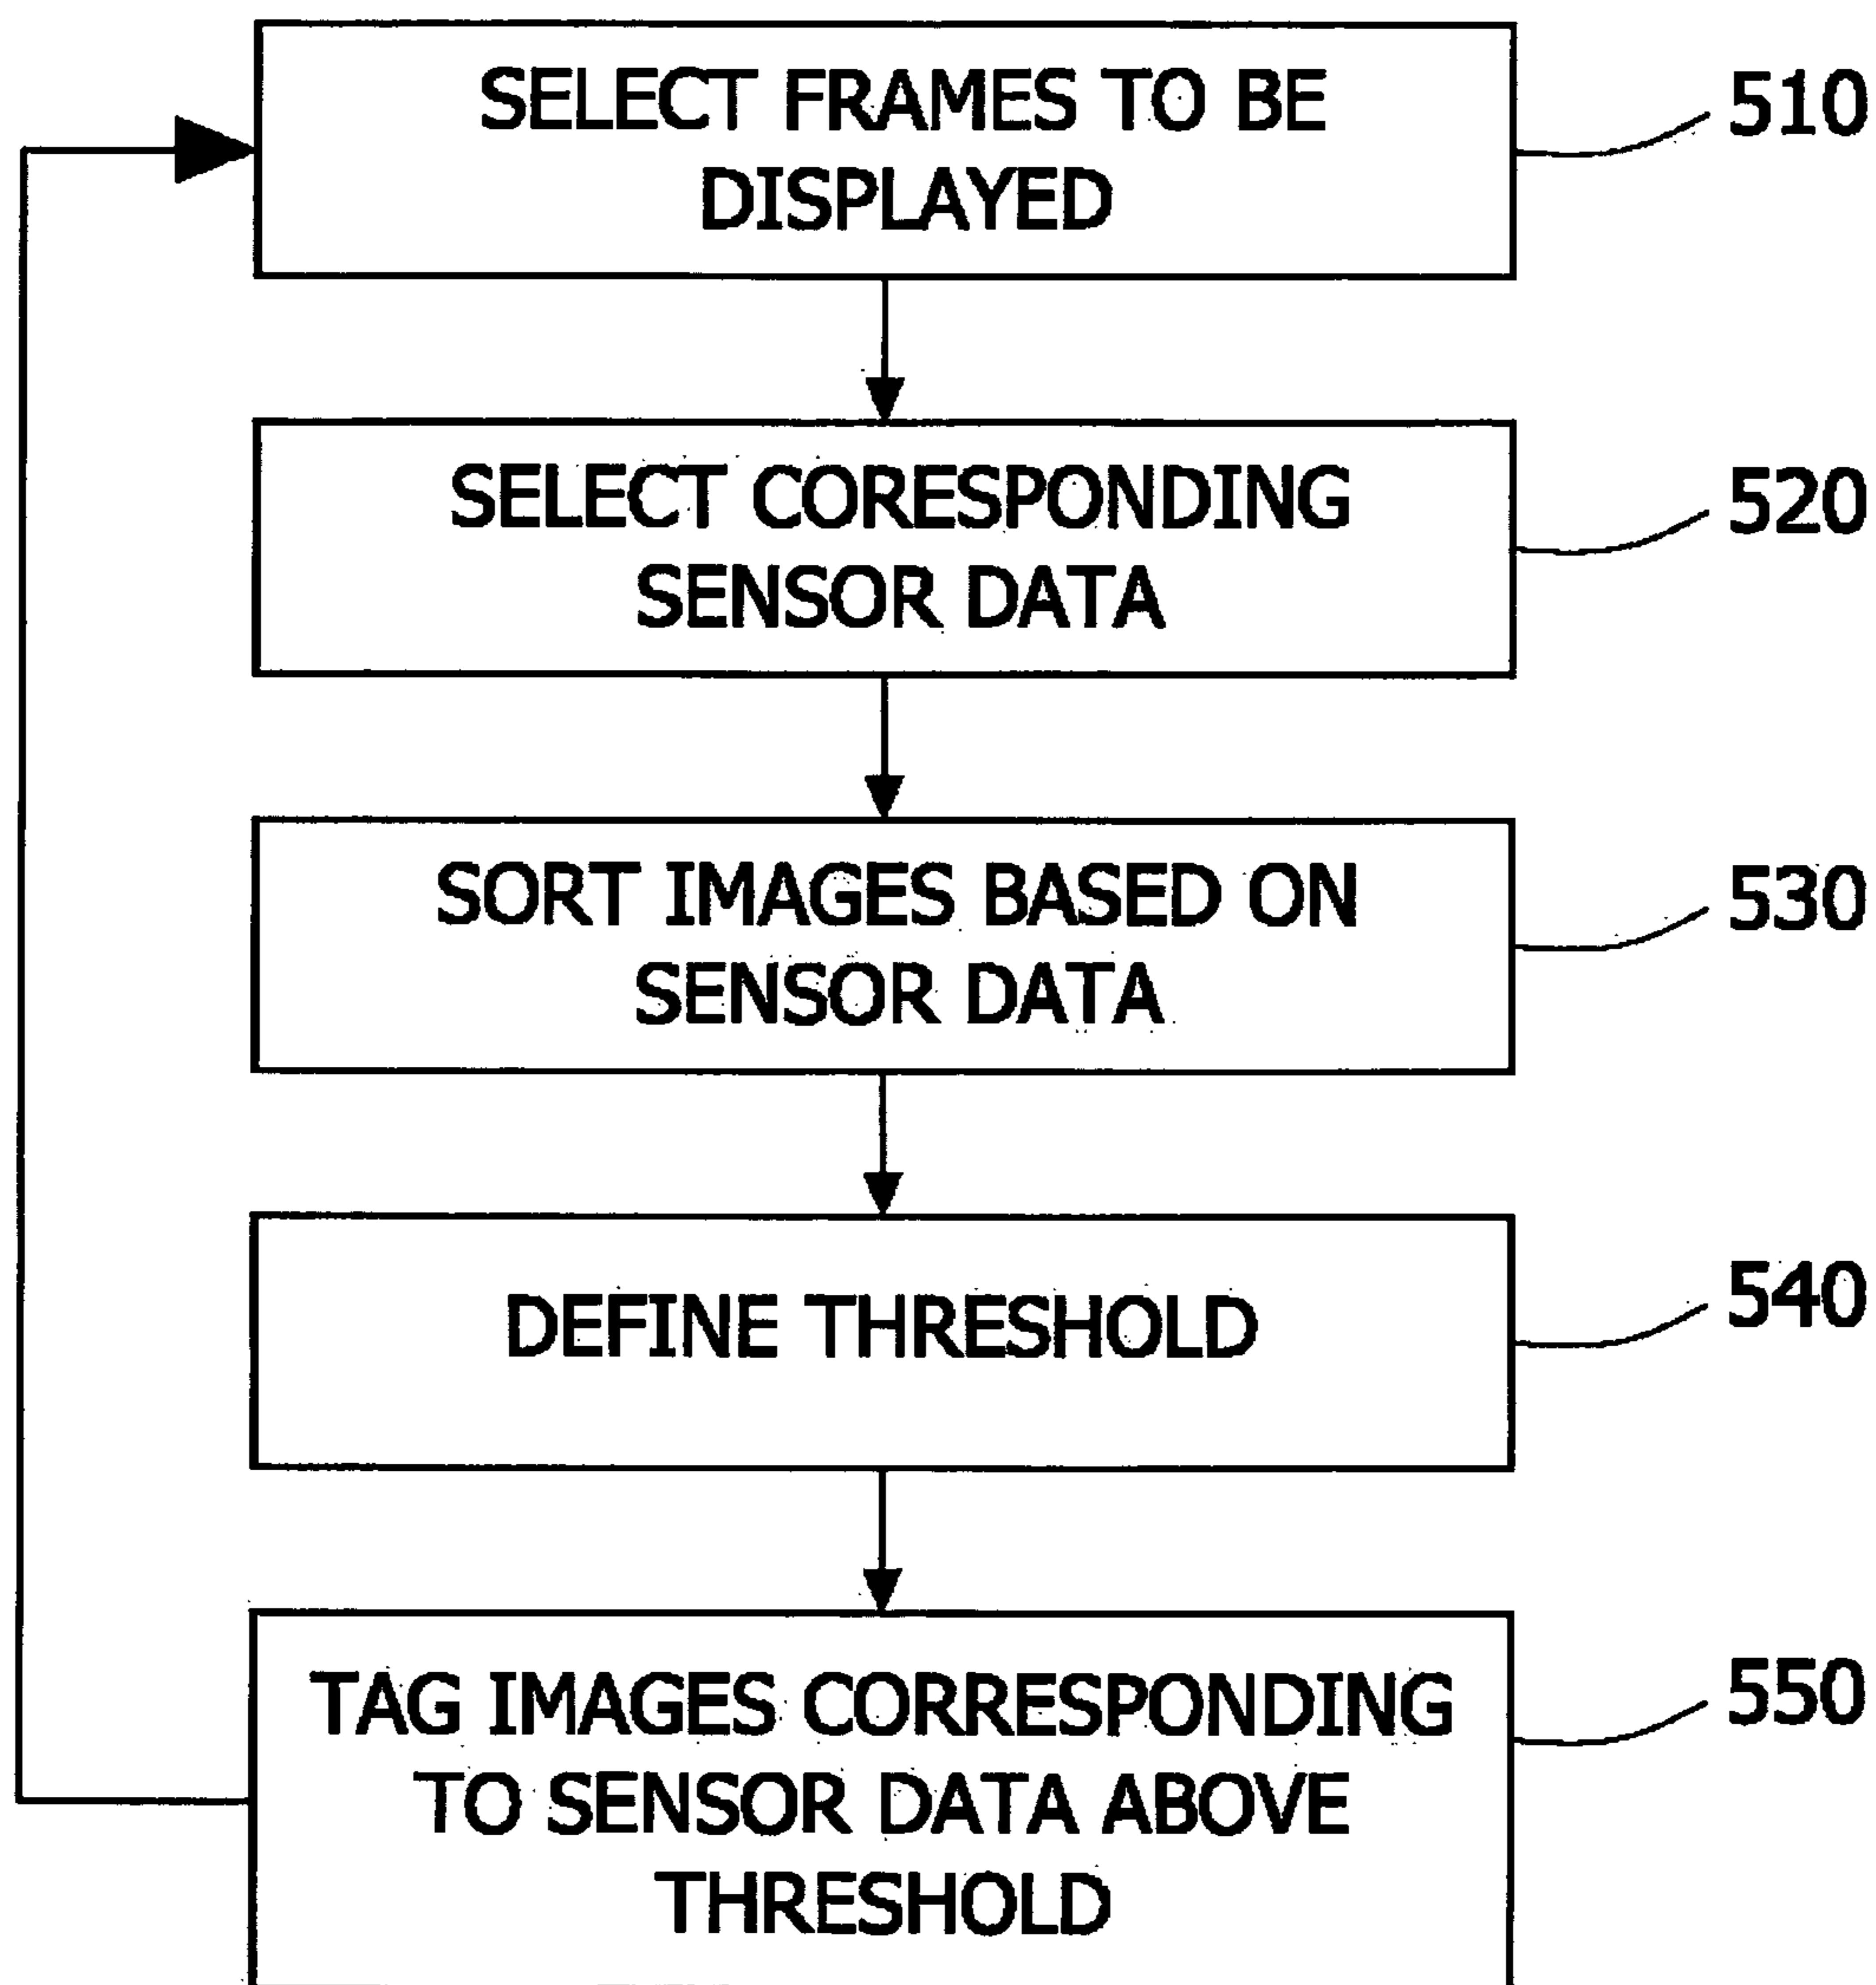 SELECT FRAMES TO BE
DISPLAYED
510
SELECT CORESPONDING
SENSOR DATA
520
SORT IMAGES BASED ON
SENSOR DATA
530
DEFINE THRESHOLD
540
TAG IMAGES CORRESPONDING
TO SENSOR DATA ABOVE
THRESHOLD
550